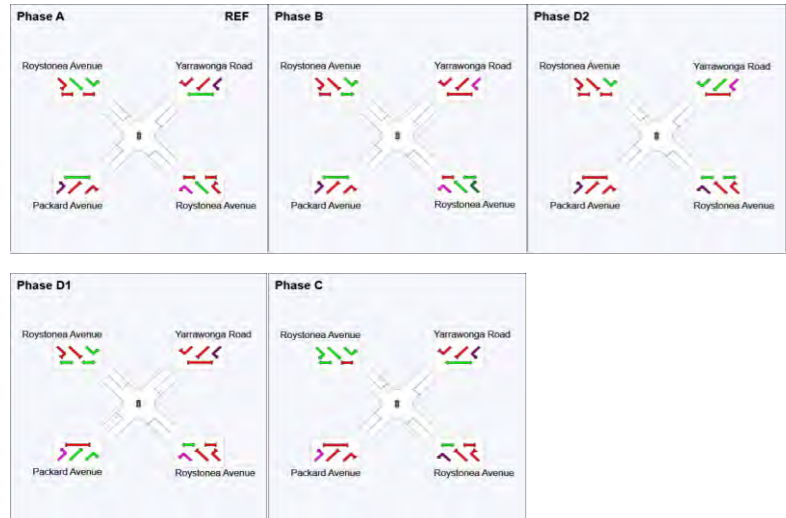 Phase A REF
Roystonea Avenue Yarrawonga Road
Packard Avenue Roystonea Avenue
Phase B
Roystonea Avenue Yarrawonga Road
Packard Avenue Roystonea Avenue
Phase D2
Roystonea Avenue Yarrawonga Road
Packard Avenue Roystonea Avenue
Phase D1
Roystonea Avenue Yarrawonga Road
Packard Avenue Roystonea Avenue
Phase C
Roystonea Avenue Yarrawonga Road
Packard Avenue Roystonea Avenue